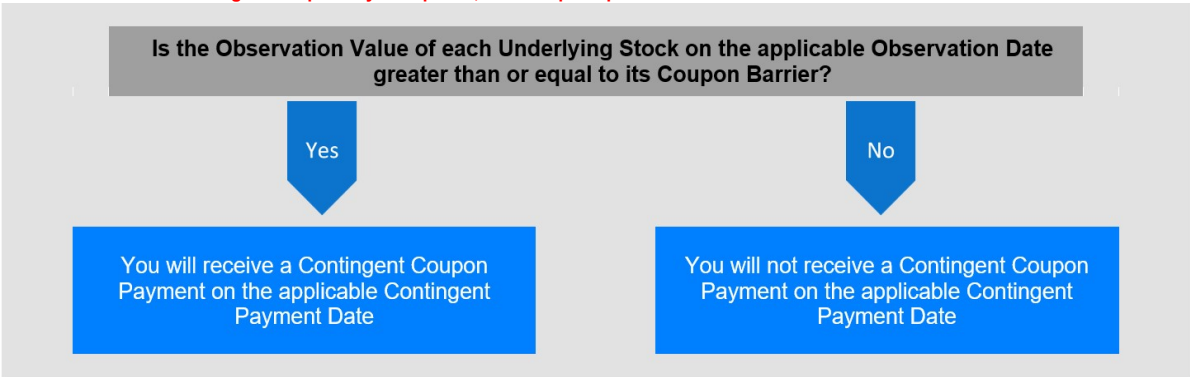 Is the Observation Value of each Underlying Stock on the applicable Observation Date
greater than or equal to its Coupon Barrier?
Yes
No
You will receive a Contingent Coupon
Payment on the applicable Contingent
Payment Date
You will not receive a Contingent Coupon
Payment on the applicable Contingent
Payment Date